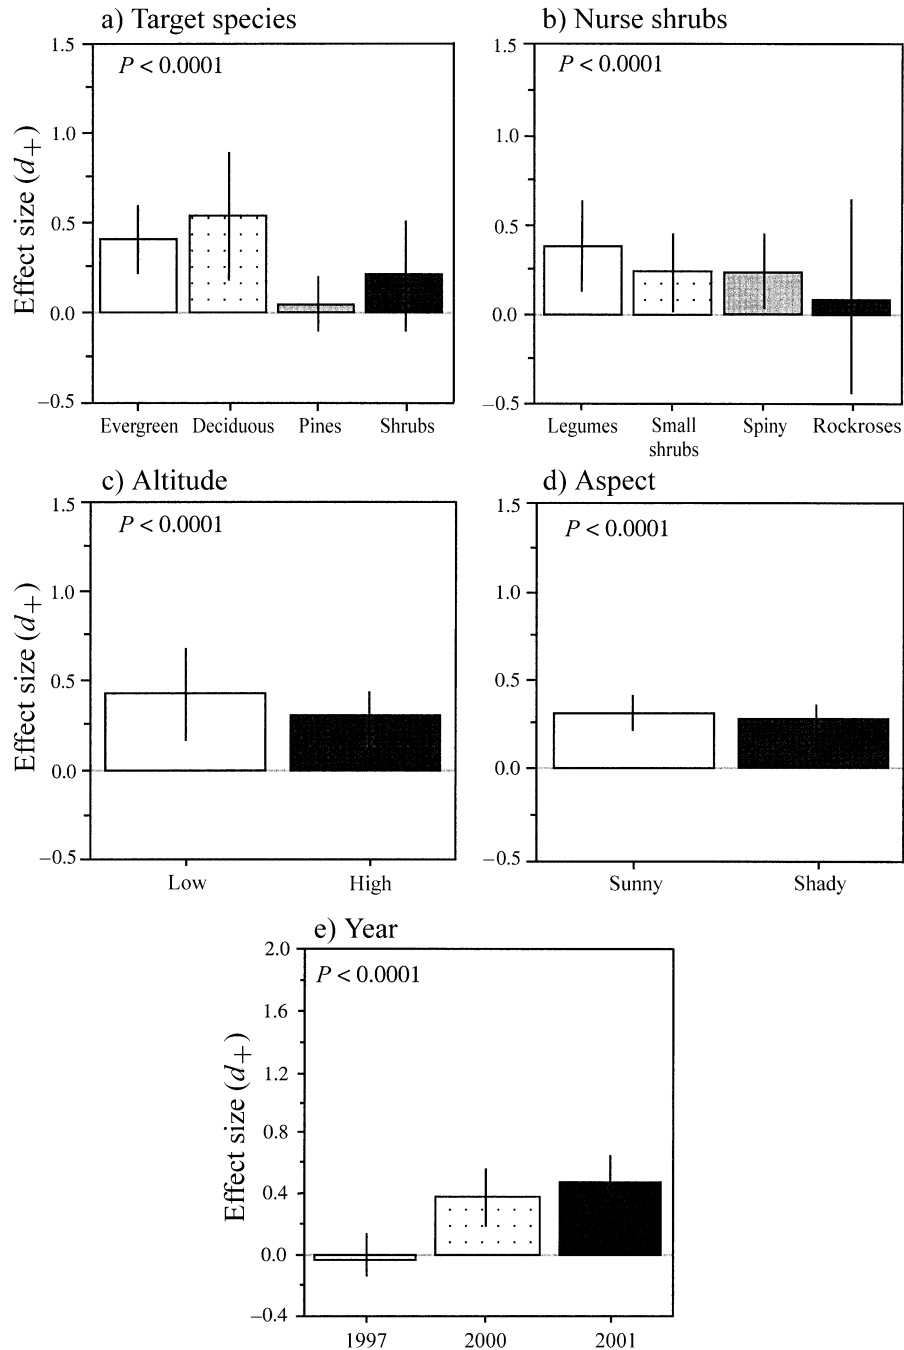 a) Target species
b) Nurse shrubs
1.5
P < 0.0001
1.0
0.5
0.0
−0.5
Effect size (d+)
Evergreen Deciduous Pines Shrubs
1.5
P < 0.0001
1.0
0.5
0.0
−0.5
Legumes Small shrubs Spiny Rockroses
c) Altitude
d) Aspect
1.5
P < 0.0001
1.0
0.5
0.0
−0.5
Effect size (d+)
Low High
1.5
P < 0.0001
1.0
0.5
0.0
−0.5
Sunny Shady
e) Year
2.0
P < 0.0001
1.6
1.2
0.8
0.4
0.0
−0.4
Effect size (d+)
1997 2000 2001